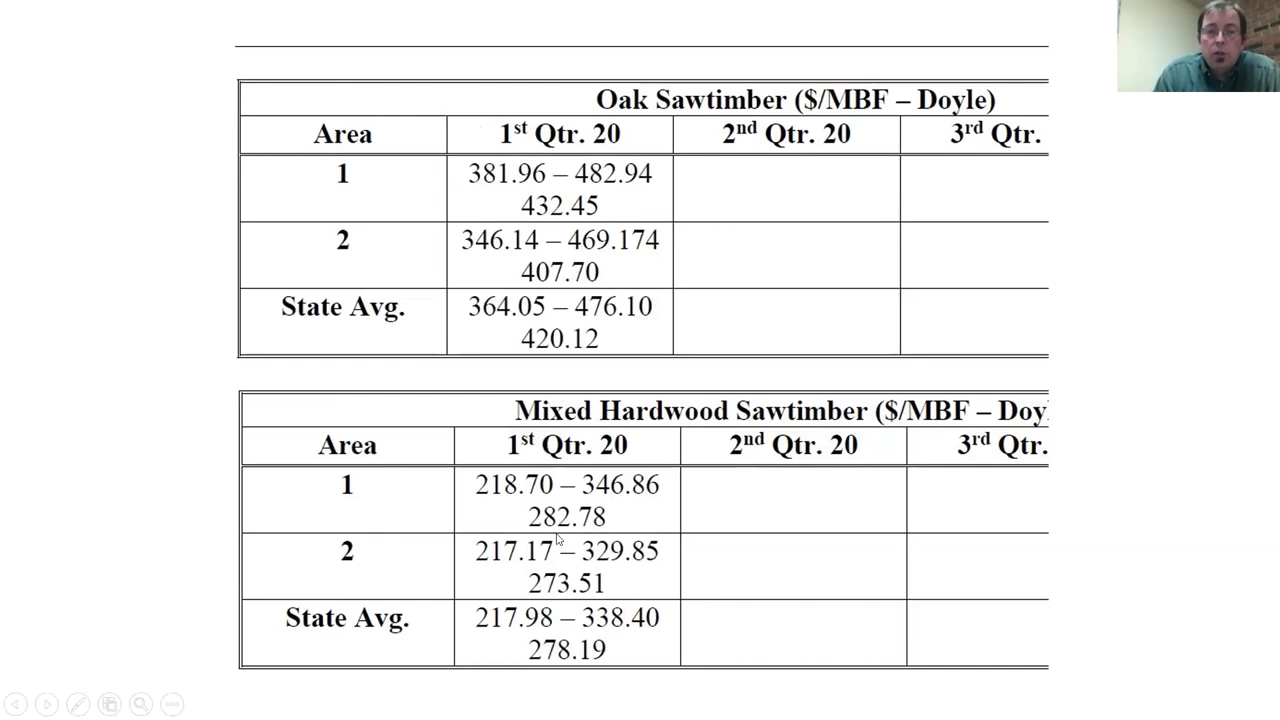 Oak Sawtimber ($/MBF – Doyle)
Area 1st Qtr. 20 2nd Qtr. 20 3rd Qtr.
1 381.96 – 482.94
432.45
2 346.14 – 469.174
407.70
State Avg. 364.05 – 476.10
420.12
Mixed Hardwood Sawtimber ($/MBF – Doy
Area 1st Qtr. 20 2nd Qtr. 20 3rd Qtr.
1 218.70 – 346.86
282.78
2 217.17 – 329.85
273.51
State Avg. 217.98 – 338.40
278.19